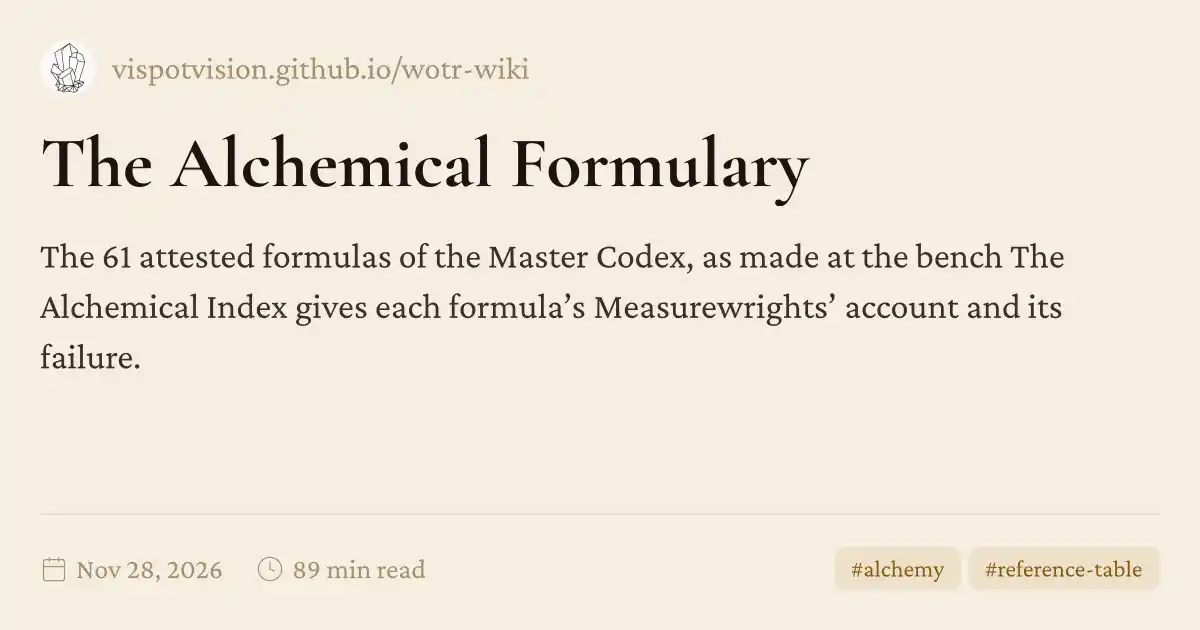 vispotvision.github.io/wotr-wiki
The Alchemical Formulary
The 61 attested formulas of the Master Codex, as made at the bench The
Alchemical Index gives each formula’s Measurewrights’ account and its
failure.
Nov 28, 2026
89 min read
#alchemy
#reference-table